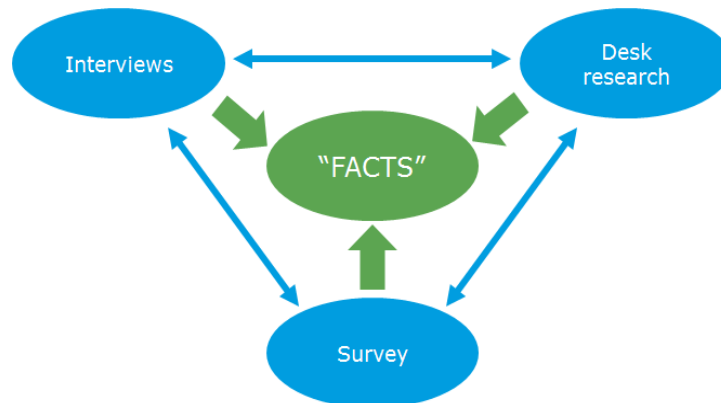 Interviews
Desk
research
“FACTS”
Survey